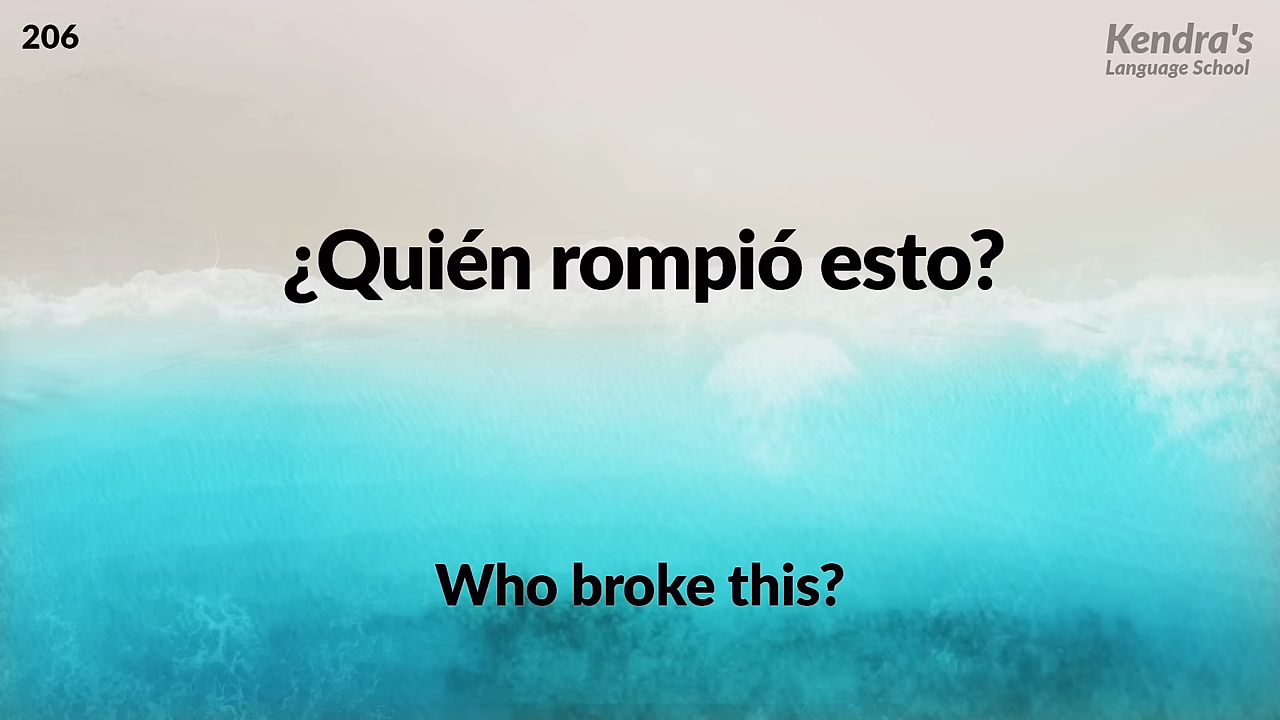 206
Kendra's
Language School
¿Quién rompió esto?
Who broke this?